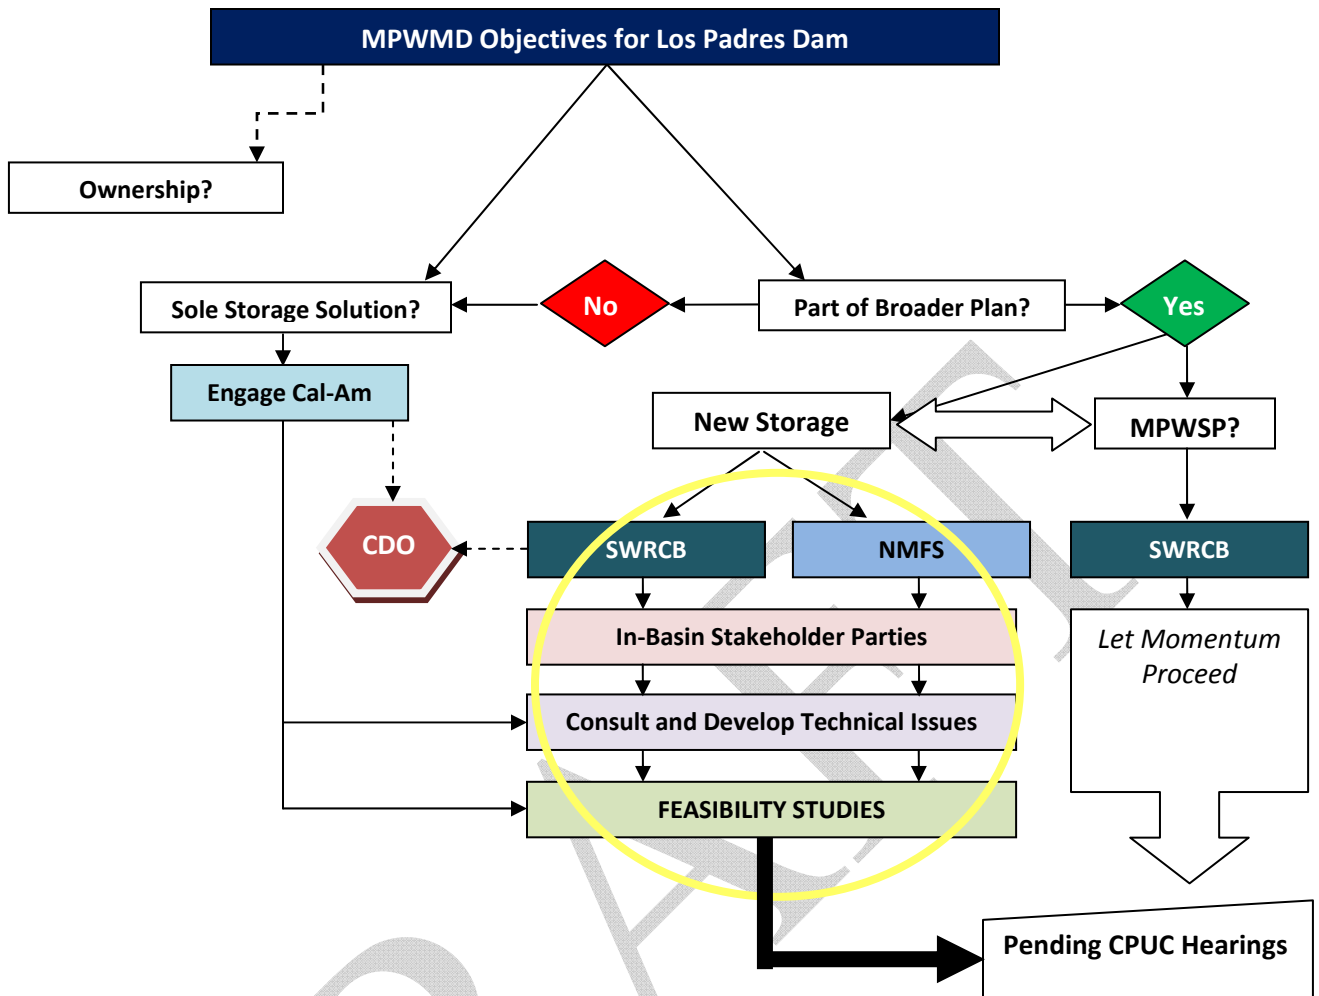 MPWMD Objectives for Los Padres Dam
Ownership?
Sole Storage Solution?
No
Part of Broader Plan?
Yes
Engage Cal-Am
New Storage
MPWSP?
CDO
SWRCB
NMFS
SWRCB
In-Basin Stakeholder Parties
Let Momentum
Proceed
Consult and Develop Technical Issues
FEASIBILITY STUDIES
Pending CPUC Hearings
DRAFT